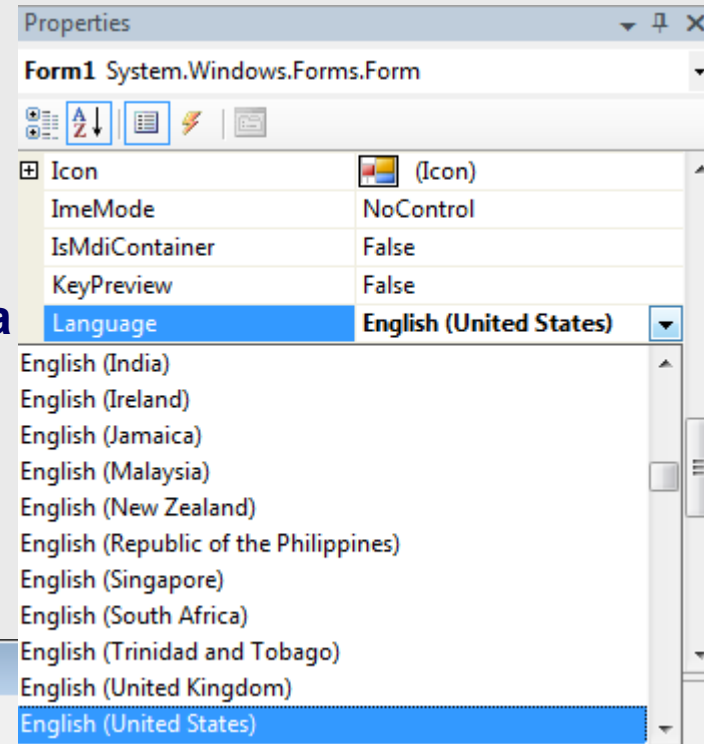 Properties
Form1 System.Windows.Forms.Form
Icon (Icon)
ImeMode NoControl
IsMdiContainer False
KeyPreview False
a
Language English (United States)
English (India)
English (Ireland)
English (Jamaica)
English (Malaysia)
English (New Zealand)
English (Republic of the Philippines)
English (Singapore)
English (South Africa)
English (Trinidad and Tobago)
English (United Kingdom)
English (United States)